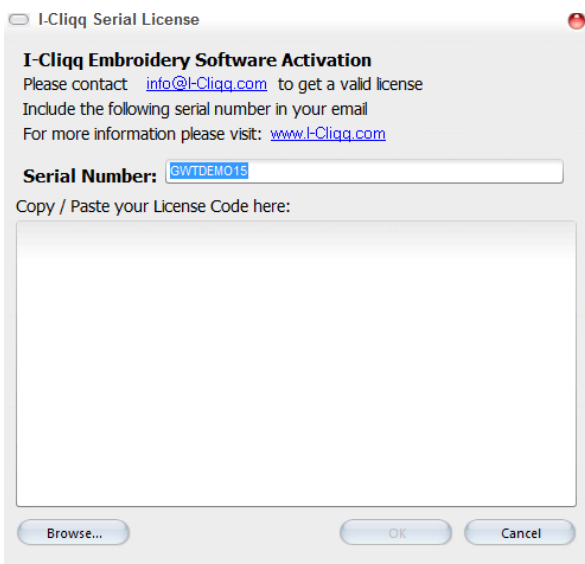 I-Cliqq Serial License
I-Cliqq Embroidery Software Activation
Please contact info@I-Cliqq.com to get a valid license
Include the following serial number in your email
For more information please visit: www.I-Cliqq.com
Serial Number: GWTDEMO15
Copy / Paste your License Code here:
Browse... OK Cancel